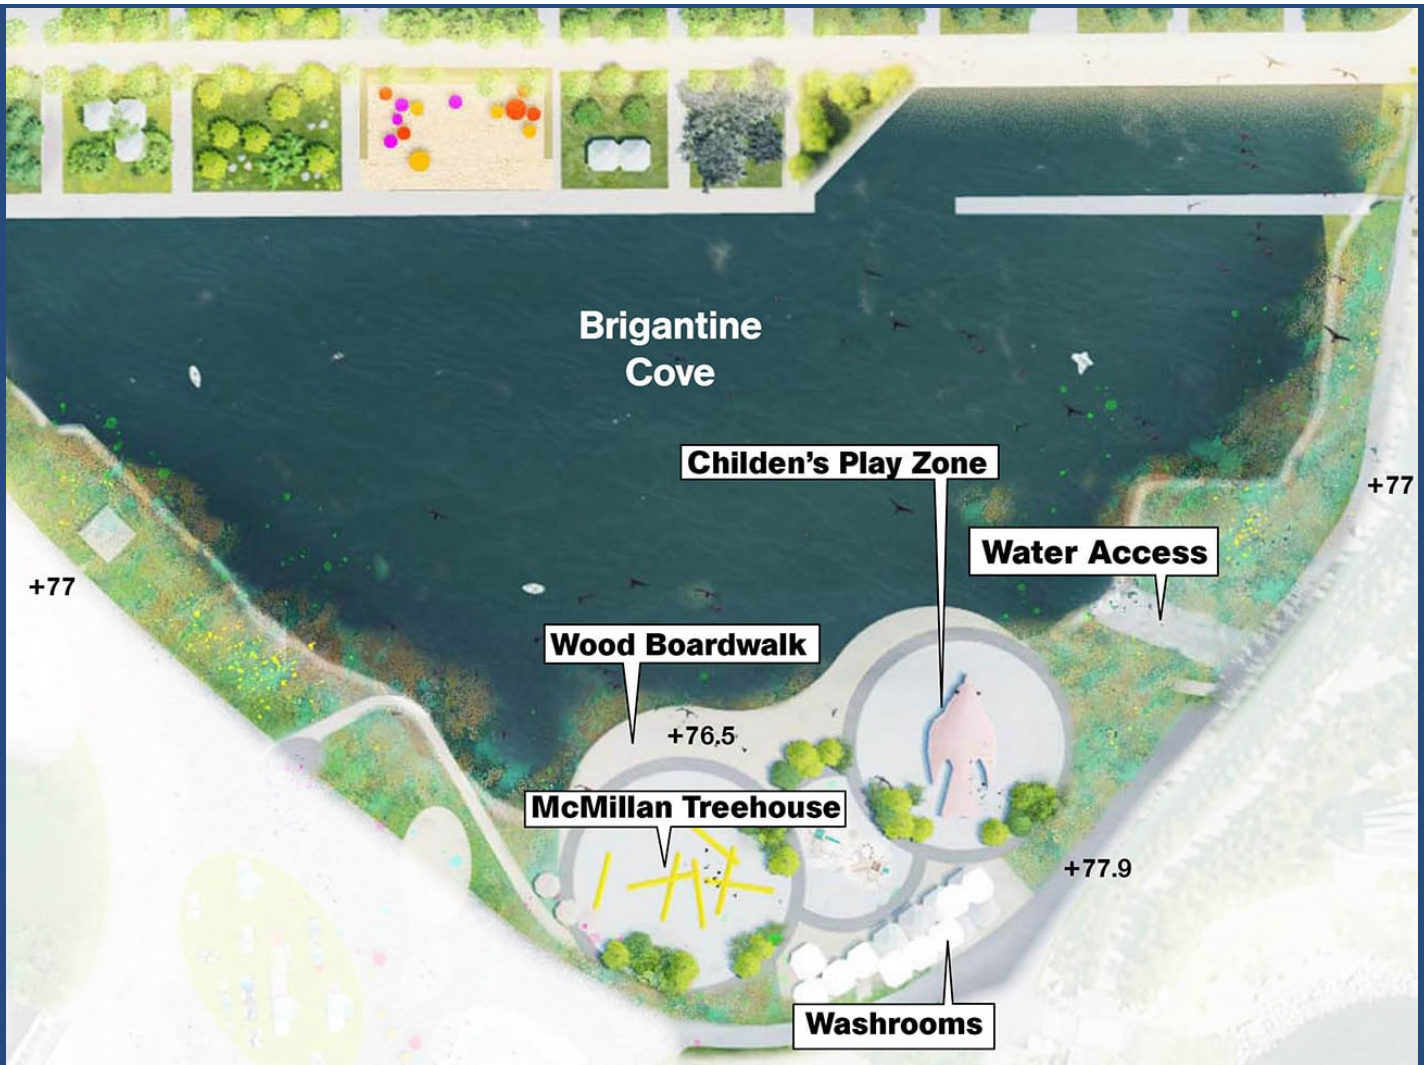 Brigantine
Cove
Childen's Play Zone
+77
Water Access
+77
Wood Boardwalk
+76.5
McMillan Treehouse
+77.9
Washrooms